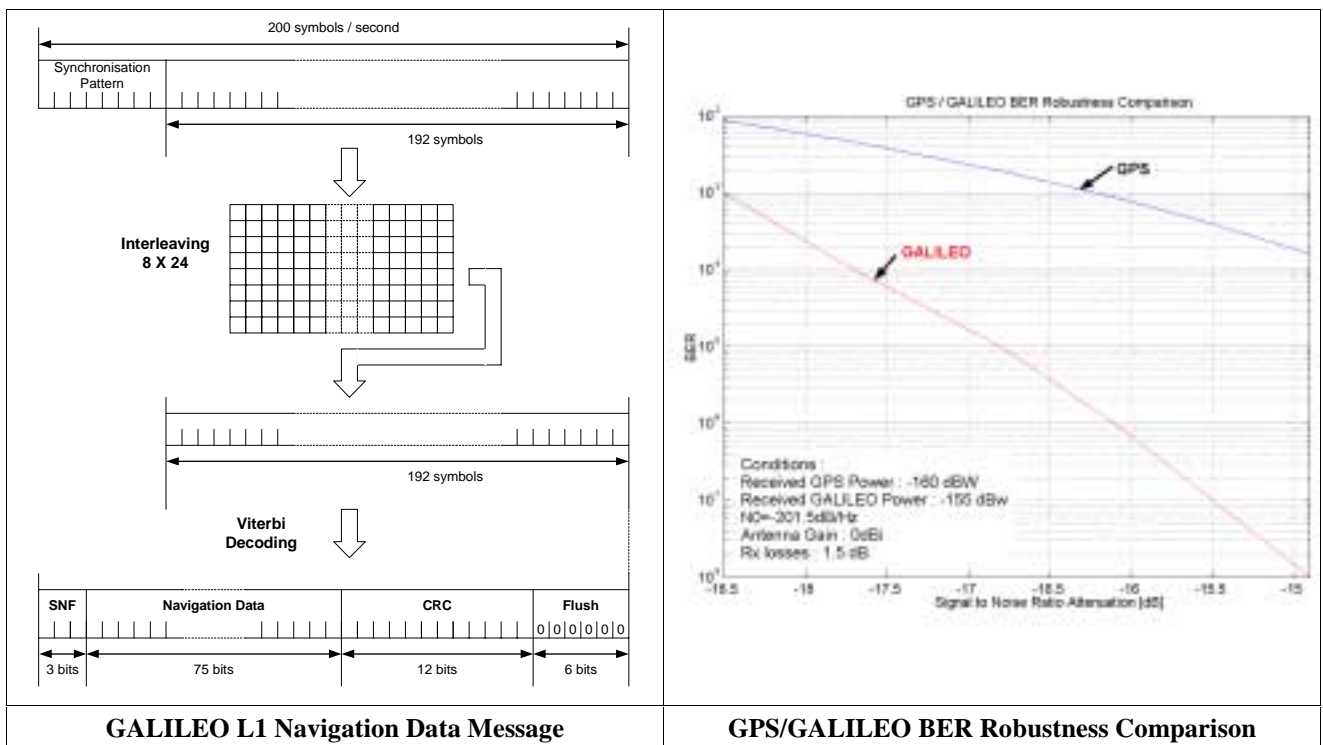 200 symbols / second
Synchronisation
Pattern
192 symbols
Interleaving
8 X 24
192 symbols
Viterbi
Decoding
SNF
Navigation Data
CRC
Flush
0 0 0 0 0 0
3 bits
75 bits
12 bits
6 bits
GPS / GALILEO BER Robustness Comparison
GPS
GALILEO
BER
Conditions :
Received GPS Power : -160 dBW
Received GALILEO Power : -155 dBw
N0=-201.5dB/Hz
Antenna Gain : 0dBi
Rx losses : 1.5 dB
-18.5
-18
-17.5
-17
-16.5
-16
-15.5
-15
Signal to Noise Ratio Attenuation [dB]
GALILEO L1 Navigation Data Message
GPS/GALILEO BER Robustness Comparison